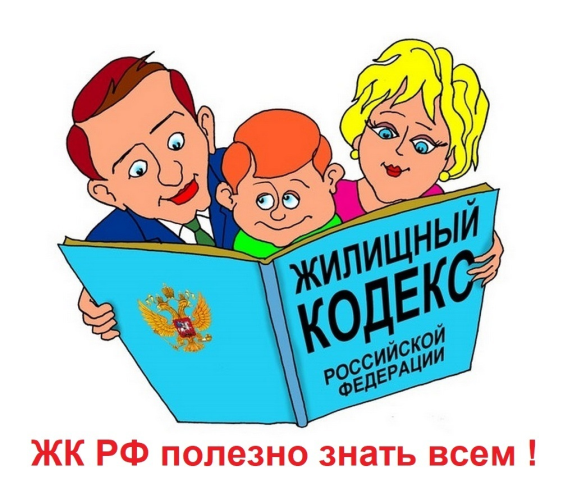 ЖИЛИЩНЫЙ
КОДЕКС
РОССИЙСКОЙ
ФЕДЕРАЦИИ
ЖК РФ полезно знать всем !